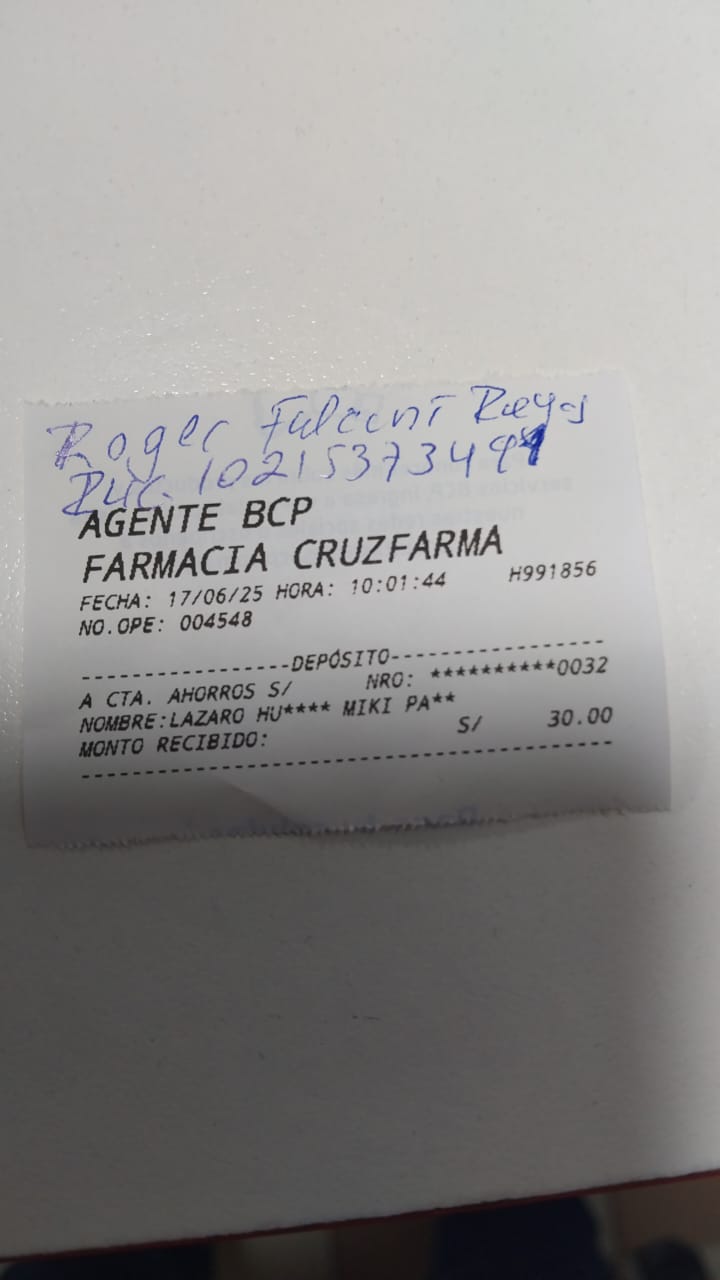 Roger Falconi Reyes
Ruc. 10215373491
AGENTE BCP
FARMACIA CRUZFARMA
FECHA: 17/06/25 HORA: 10:01:44 H991856
NO.OPE: 004548
------------------DEPÓSITO------------------
A CTA. AHORROS S/ NRO: **********0032
NOMBRE:LAZARO HU**** MIKI PA**
MONTO RECIBIDO: S/ 30.00